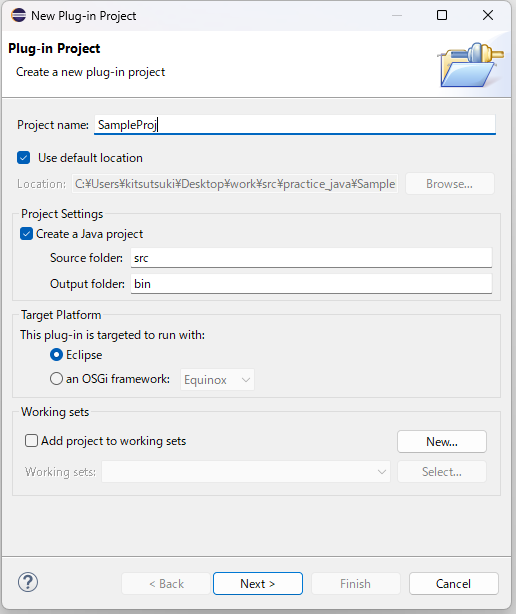 New Plug-in Project
Plug-in Project
Create a new plug-in project
Project name: SampleProj
Use default location
Location: C:¥Users¥kitsutsuki¥Desktop¥work¥src¥practice_java¥Sample Browse...
Project Settings
Create a Java project
Source folder: src
Output folder: bin
Target Platform
This plug-in is targeted to run with:
Eclipse
an OSGi framework: Equinox
Working sets
Add project to working sets New...
Working sets: Select...
? < Back Next > Finish Cancel